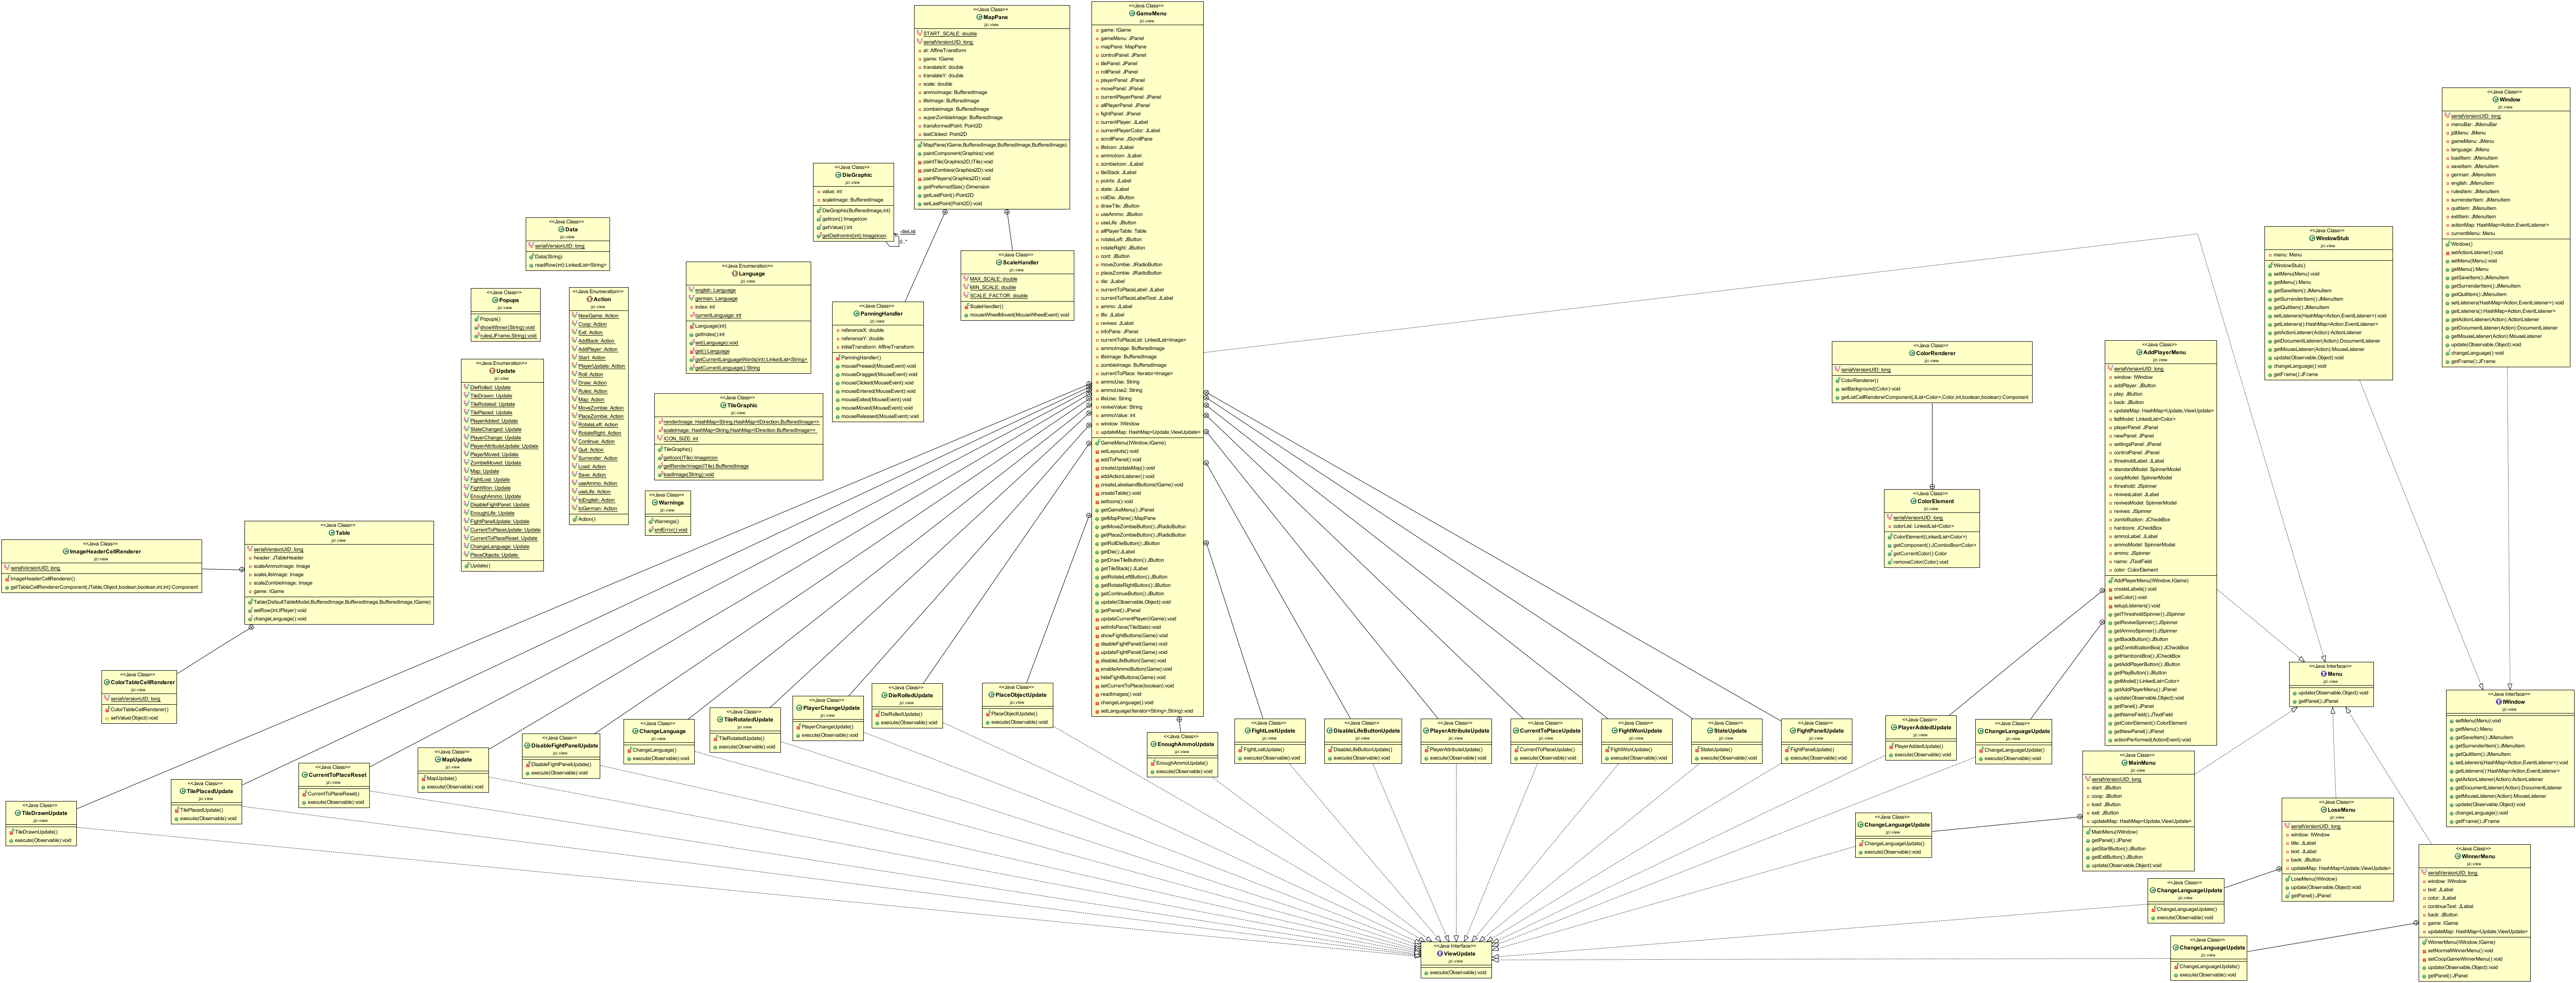 <<Java Class>>
MapPane
jzi.view
START_SCALE: double
serialVersionUID: long
at: AffineTransform
game: IGame
translateX: double
translateY: double
scale: double
ammoImage: BufferedImage
lifeImage: BufferedImage
zombieImage: BufferedImage
superZombieImage: BufferedImage
transformedPoint: Point2D
lastClicked: Point2D
MapPane(IGame,BufferedImage,BufferedImage,BufferedImage)
paintComponent(Graphics):void
paintTile(Graphics2D,ITile):void
paintZombies(Graphics2D):void
paintPlayers(Graphics2D):void
getPreferredSize():Dimension
getLastPoint():Point2D
setLastPoint(Point2D):void
<<Java Class>>
GameMenu
jzi.view
game: IGame
gameMenu: JPanel
mapPane: MapPane
controlPanel: JPanel
tilePanel: JPanel
rollPanel: JPanel
playerPanel: JPanel
movePanel: JPanel
currentPlayerPanel: JPanel
allPlayerPanel: JPanel
fightPanel: JPanel
currentPlayer: JLabel
currentPlayerColor: JLabel
scrollPane: JScrollPane
lifeIcon: JLabel
ammoIcon: JLabel
zombieIcon: JLabel
tileStack: JLabel
points: JLabel
state: JLabel
rollDie: JButton
drawTile: JButton
useAmmo: JButton
useLife: JButton
allPlayerTable: Table
rotateLeft: JButton
rotateRight: JButton
cont: JButton
moveZombie: JRadioButton
placeZombie: JRadioButton
die: JLabel
currentToPlaceLabel: JLabel
currentToPlaceLabelText: JLabel
ammo: JLabel
life: JLabel
revives: JLabel
infoPane: JPanel
currentToPlaceList: LinkedList<Image>
ammoImage: BufferedImage
lifeImage: BufferedImage
zombieImage: BufferedImage
currentToPlace: Iterator<Image>
ammoUse: String
ammoUse2: String
lifeUse: String
reviveValue: String
ammoValue: int
window: IWindow
updateMap: HashMap<Update,ViewUpdate>
GameMenu(IWindow,IGame)
setLayouts():void
addToPanel():void
createUpdateMap():void
addActionListener():void
createLabelsandButtons(IGame):void
createTable():void
setIcons():void
getGameMenu():JPanel
getMapPane():MapPane
getMoveZombieButton():JRadioButton
getPlaceZombieButton():JRadioButton
getRollDieButton():JButton
getDie():JLabel
getDrawTileButton():JButton
getTileStack():JLabel
getRotateLeftButton():JButton
getRotateRightButton():JButton
getContinueButton():JButton
update(Observable,Object):void
getPanel():JPanel
updateCurrentPlayer(IGame):void
setInfoPane(TileState):void
showFightButtons(Game):void
disableFightPanel(Game):void
updateFightPanel(Game):void
disableLifeButton(Game):void
enableAmmoButton(Game):void
hideFightButtons(Game):void
setCurrentToPlace(boolean):void
readImages():void
changeLanguage():void
setLanguage(Iterator<String>,String):void
<<Java Class>>
Window
jzi.view
serialVersionUID: long
menuBar: JMenuBar
jziMenu: JMenu
gameMenu: JMenu
language: JMenu
loadItem: JMenuItem
saveItem: JMenuItem
german: JMenuItem
english: JMenuItem
rulesItem: JMenuItem
surrenderItem: JMenuItem
quitItem: JMenuItem
exitItem: JMenuItem
actionMap: HashMap<Action,EventListener>
currentMenu: Menu
Window()
setActionListener():void
setMenu(Menu):void
getMenu():Menu
getSaveItem():JMenuItem
getSurrenderItem():JMenuItem
getQuitItem():JMenuItem
setListeners(HashMap<Action,EventListener>):void
getListeners():HashMap<Action,EventListener>
getActionListener(Action):ActionListener
getDocumentListener(Action):DocumentListener
getMouseListener(Action):MouseListener
update(Observable,Object):void
changeLanguage():void
getFrame():JFrame
<<Java Class>>
DieGraphic
jzi.view
value: int
scaleImage: BufferedImage
DieGraphic(BufferedImage,int)
getIcon():ImageIcon
getValue():int
getDiefromInt(int):ImageIcon
-dieList
0..*
<<Java Class>>
Data
jzi.view
serialVersionUID: long
Data(String)
readRow(int):LinkedList<String>
<<Java Class>>
WindowStub
jzi.view
menu: Menu
WindowStub()
setMenu(Menu):void
getMenu():Menu
getSaveItem():JMenuItem
getSurrenderItem():JMenuItem
getQuitItem():JMenuItem
setListeners(HashMap<Action,EventListener>):void
getListeners():HashMap<Action,EventListener>
getActionListener(Action):ActionListener
getDocumentListener(Action):DocumentListener
getMouseListener(Action):MouseListener
update(Observable,Object):void
changeLanguage():void
getFrame():JFrame
<<Java Class>>
ScaleHandler
jzi.view
MAX_SCALE: double
MIN_SCALE: double
SCALE_FACTOR: double
ScaleHandler()
mouseWheelMoved(MouseWheelEvent):void
<<Java Enumeration>>
Language
jzi.view
english: Language
german: Language
index: int
currentLanguage: int
Language(int)
getIndex():int
set(Language):void
get():Language
getCurrentLanguageWords(int):LinkedList<String>
getCurrentLanguage():String
<<Java Class>>
Popups
jzi.view
Popups()
showWinner(String):void
rules(JFrame,String):void
<<Java Enumeration>>
Action
jzi.view
NewGame: Action
Coop: Action
Exit: Action
AddBack: Action
AddPlayer: Action
Start: Action
PlayerUpdate: Action
Roll: Action
Draw: Action
Rules: Action
Map: Action
MoveZombie: Action
PlaceZombie: Action
RotateLeft: Action
RotateRight: Action
Continue: Action
Quit: Action
Surrender: Action
Load: Action
Save: Action
useAmmo: Action
useLife: Action
toEnglish: Action
toGerman: Action
Action()
<<Java Class>>
PanningHandler
jzi.view
referenceX: double
referenceY: double
initialTransform: AffineTransform
PanningHandler()
mousePressed(MouseEvent):void
mouseDragged(MouseEvent):void
mouseClicked(MouseEvent):void
mouseEntered(MouseEvent):void
mouseExited(MouseEvent):void
mouseMoved(MouseEvent):void
mouseReleased(MouseEvent):void
<<Java Enumeration>>
Update
jzi.view
DieRolled: Update
TileDrawn: Update
TileRotated: Update
TilePlaced: Update
PlayerAdded: Update
StateChanged: Update
PlayerChange: Update
PlayerAttributeUpdate: Update
PlayerMoved: Update
ZombieMoved: Update
Map: Update
FightLost: Update
FightWon: Update
EnoughAmmo: Update
DisableFightPanel: Update
EnoughLife: Update
FightPanelUpdate: Update
CurrentToPlaceUpdate: Update
CurrentToPlaceReset: Update
ChangeLanguage: Update
PlaceObjects: Update
Update()
<<Java Class>>
TileGraphic
jzi.view
renderImage: HashMap<String,HashMap<IDirection,BufferedImage>>
scaleImage: HashMap<String,HashMap<IDirection,BufferedImage>>
ICON_SIZE: int
TileGraphic()
getIcon(ITile):ImageIcon
getRenderImage(ITile):BufferedImage
loadImage(String):void
<<Java Class>>
Warnings
jzi.view
Warnings()
xmlError():void
<<Java Class>>
ColorRenderer
jzi.view
serialVersionUID: long
ColorRenderer()
setBackground(Color):void
getListCellRendererComponent(JList<Color>,Color,int,boolean,boolean):Component
<<Java Class>>
AddPlayerMenu
jzi.view
serialVersionUID: long
window: IWindow
addPlayer: JButton
play: JButton
back: JButton
updateMap: HashMap<Update,ViewUpdate>
listModel: LinkedList<Color>
playerPanel: JPanel
newPanel: JPanel
settingsPanel: JPanel
controlPanel: JPanel
thresholdLabel: JLabel
standardModel: SpinnerModel
coopModel: SpinnerModel
threshold: JSpinner
revivesLabel: JLabel
revivesModel: SpinnerModel
revives: JSpinner
zombification: JCheckBox
hardcore: JCheckBox
ammoLabel: JLabel
ammoModel: SpinnerModel
ammo: JSpinner
name: JTextField
color: ColorElement
AddPlayerMenu(IWindow,IGame)
createLabels():void
setColor():void
setupListeners():void
getThresholdSpinner():JSpinner
getReviveSpinner():JSpinner
getAmmoSpinner():JSpinner
getBackButton():JButton
getZombificationBox():JCheckBox
getHardcoreBox():JCheckBox
getAddPlayerButton():JButton
getPlayButton():JButton
getModel():LinkedList<Color>
getAddPlayerMenu():JPanel
update(Observable,Object):void
getPanel():JPanel
getNameField():JTextField
getColorElement():ColorElement
getNewPanel():JPanel
actionPerformed(ActionEvent):void
<<Java Class>>
ColorElement
jzi.view
serialVersionUID: long
colorList: LinkedList<Color>
ColorElement(LinkedList<Color>)
getComponent():JComboBox<Color>
getCurrentColor():Color
removeColor(Color):void
<<Java Class>>
ImageHeaderCellRenderer
jzi.view
serialVersionUID: long
ImageHeaderCellRenderer()
getTableCellRendererComponent(JTable,Object,boolean,boolean,int,int):Component
<<Java Class>>
Table
jzi.view
serialVersionUID: long
header: JTableHeader
scaleAmmoImage: Image
scaleLifeImage: Image
scaleZombieImage: Image
game: IGame
Table(DefaultTableModel,BufferedImage,BufferedImage,BufferedImage,IGame)
setRow(int,IPlayer):void
changeLanguage():void
<<Java Class>>
ColorTableCellRenderer
jzi.view
serialVersionUID: long
ColorTableCellRenderer()
setValue(Object):void
<<Java Class>>
TileDrawnUpdate
jzi.view
TileDrawnUpdate()
execute(Observable):void
<<Java Class>>
TilePlacedUpdate
jzi.view
TilePlacedUpdate()
execute(Observable):void
<<Java Class>>
CurrentToPlaceReset
jzi.view
CurrentToPlaceReset()
execute(Observable):void
<<Java Class>>
MapUpdate
jzi.view
MapUpdate()
execute(Observable):void
<<Java Class>>
DisableFightPanelUpdate
jzi.view
DisableFightPanelUpdate()
execute(Observable):void
<<Java Class>>
ChangeLanguage
jzi.view
ChangeLanguage()
execute(Observable):void
<<Java Class>>
TileRotatedUpdate
jzi.view
TileRotatedUpdate()
execute(Observable):void
<<Java Class>>
PlayerChangeUpdate
jzi.view
PlayerChangeUpdate()
execute(Observable):void
<<Java Class>>
DieRolledUpdate
jzi.view
DieRolledUpdate()
execute(Observable):void
<<Java Class>>
PlaceObjectUpdate
jzi.view
PlaceObjectUpdate()
execute(Observable):void
<<Java Class>>
EnoughAmmoUpdate
jzi.view
EnoughAmmoUpdate()
execute(Observable):void
<<Java Class>>
FightLostUpdate
jzi.view
FightLostUpdate()
execute(Observable):void
<<Java Class>>
DisableLifeButtonUpdate
jzi.view
DisableLifeButtonUpdate()
execute(Observable):void
<<Java Class>>
PlayerAttributeUpdate
jzi.view
PlayerAttributeUpdate()
execute(Observable):void
<<Java Class>>
CurrentToPlaceUpdate
jzi.view
CurrentToPlaceUpdate()
execute(Observable):void
<<Java Class>>
FightWonUpdate
jzi.view
FightWonUpdate()
execute(Observable):void
<<Java Class>>
StateUpdate
jzi.view
StateUpdate()
execute(Observable):void
<<Java Class>>
FightPanelUpdate
jzi.view
FightPanelUpdate()
execute(Observable):void
<<Java Class>>
PlayerAddedUpdate
jzi.view
PlayerAddedUpdate()
execute(Observable):void
<<Java Class>>
ChangeLanguageUpdate
jzi.view
ChangeLanguageUpdate()
execute(Observable):void
<<Java Interface>>
Menu
jzi.view
update(Observable,Object):void
getPanel():JPanel
<<Java Interface>>
IWindow
jzi.view
setMenu(Menu):void
getMenu():Menu
getSaveItem():JMenuItem
getSurrenderItem():JMenuItem
getQuitItem():JMenuItem
setListeners(HashMap<Action,EventListener>):void
getListeners():HashMap<Action,EventListener>
getActionListener(Action):ActionListener
getDocumentListener(Action):DocumentListener
getMouseListener(Action):MouseListener
update(Observable,Object):void
changeLanguage():void
getFrame():JFrame
<<Java Class>>
MainMenu
jzi.view
serialVersionUID: long
start: JButton
coop: JButton
load: JButton
exit: JButton
updateMap: HashMap<Update,ViewUpdate>
MainMenu(IWindow)
getPanel():JPanel
getStartButton():JButton
getExitButton():JButton
update(Observable,Object):void
<<Java Class>>
ChangeLanguageUpdate
jzi.view
ChangeLanguageUpdate()
execute(Observable):void
<<Java Class>>
LoseMenu
jzi.view
serialVersionUID: long
window: IWindow
title: JLabel
text: JLabel
back: JButton
updateMap: HashMap<Update,ViewUpdate>
LoseMenu(IWindow)
update(Observable,Object):void
getPanel():JPanel
<<Java Class>>
ChangeLanguageUpdate
jzi.view
ChangeLanguageUpdate()
execute(Observable):void
<<Java Class>>
WinnerMenu
jzi.view
serialVersionUID: long
window: IWindow
text: JLabel
color: JLabel
continueText: JLabel
back: JButton
game: IGame
updateMap: HashMap<Update,ViewUpdate>
WinnerMenu(IWindow,IGame)
setNormalWinnerMenu():void
setCoopGameWinnerMenu():void
update(Observable,Object):void
getPanel():JPanel
<<Java Class>>
ChangeLanguageUpdate
jzi.view
ChangeLanguageUpdate()
execute(Observable):void
<<Java Interface>>
ViewUpdate
jzi.view
execute(Observable):void